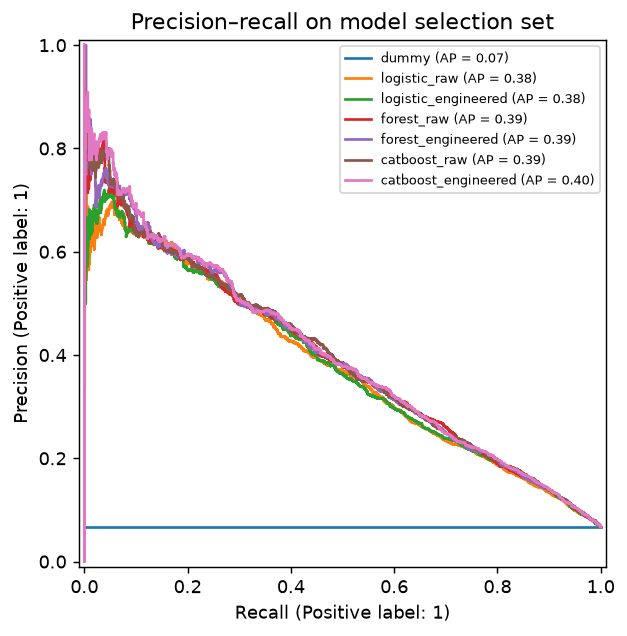 Precision–recall on model selection set
dummy (AP = 0.07)
logistic_raw (AP = 0.38)
logistic_engineered (AP = 0.38)
forest_raw (AP = 0.39)
forest_engineered (AP = 0.39)
catboost_raw (AP = 0.39)
catboost_engineered (AP = 0.40)
Precision (Positive label: 1)
1.0
0.8
0.6
0.4
0.2
0.0
0.0 0.2 0.4 0.6 0.8 1.0
Recall (Positive label: 1)